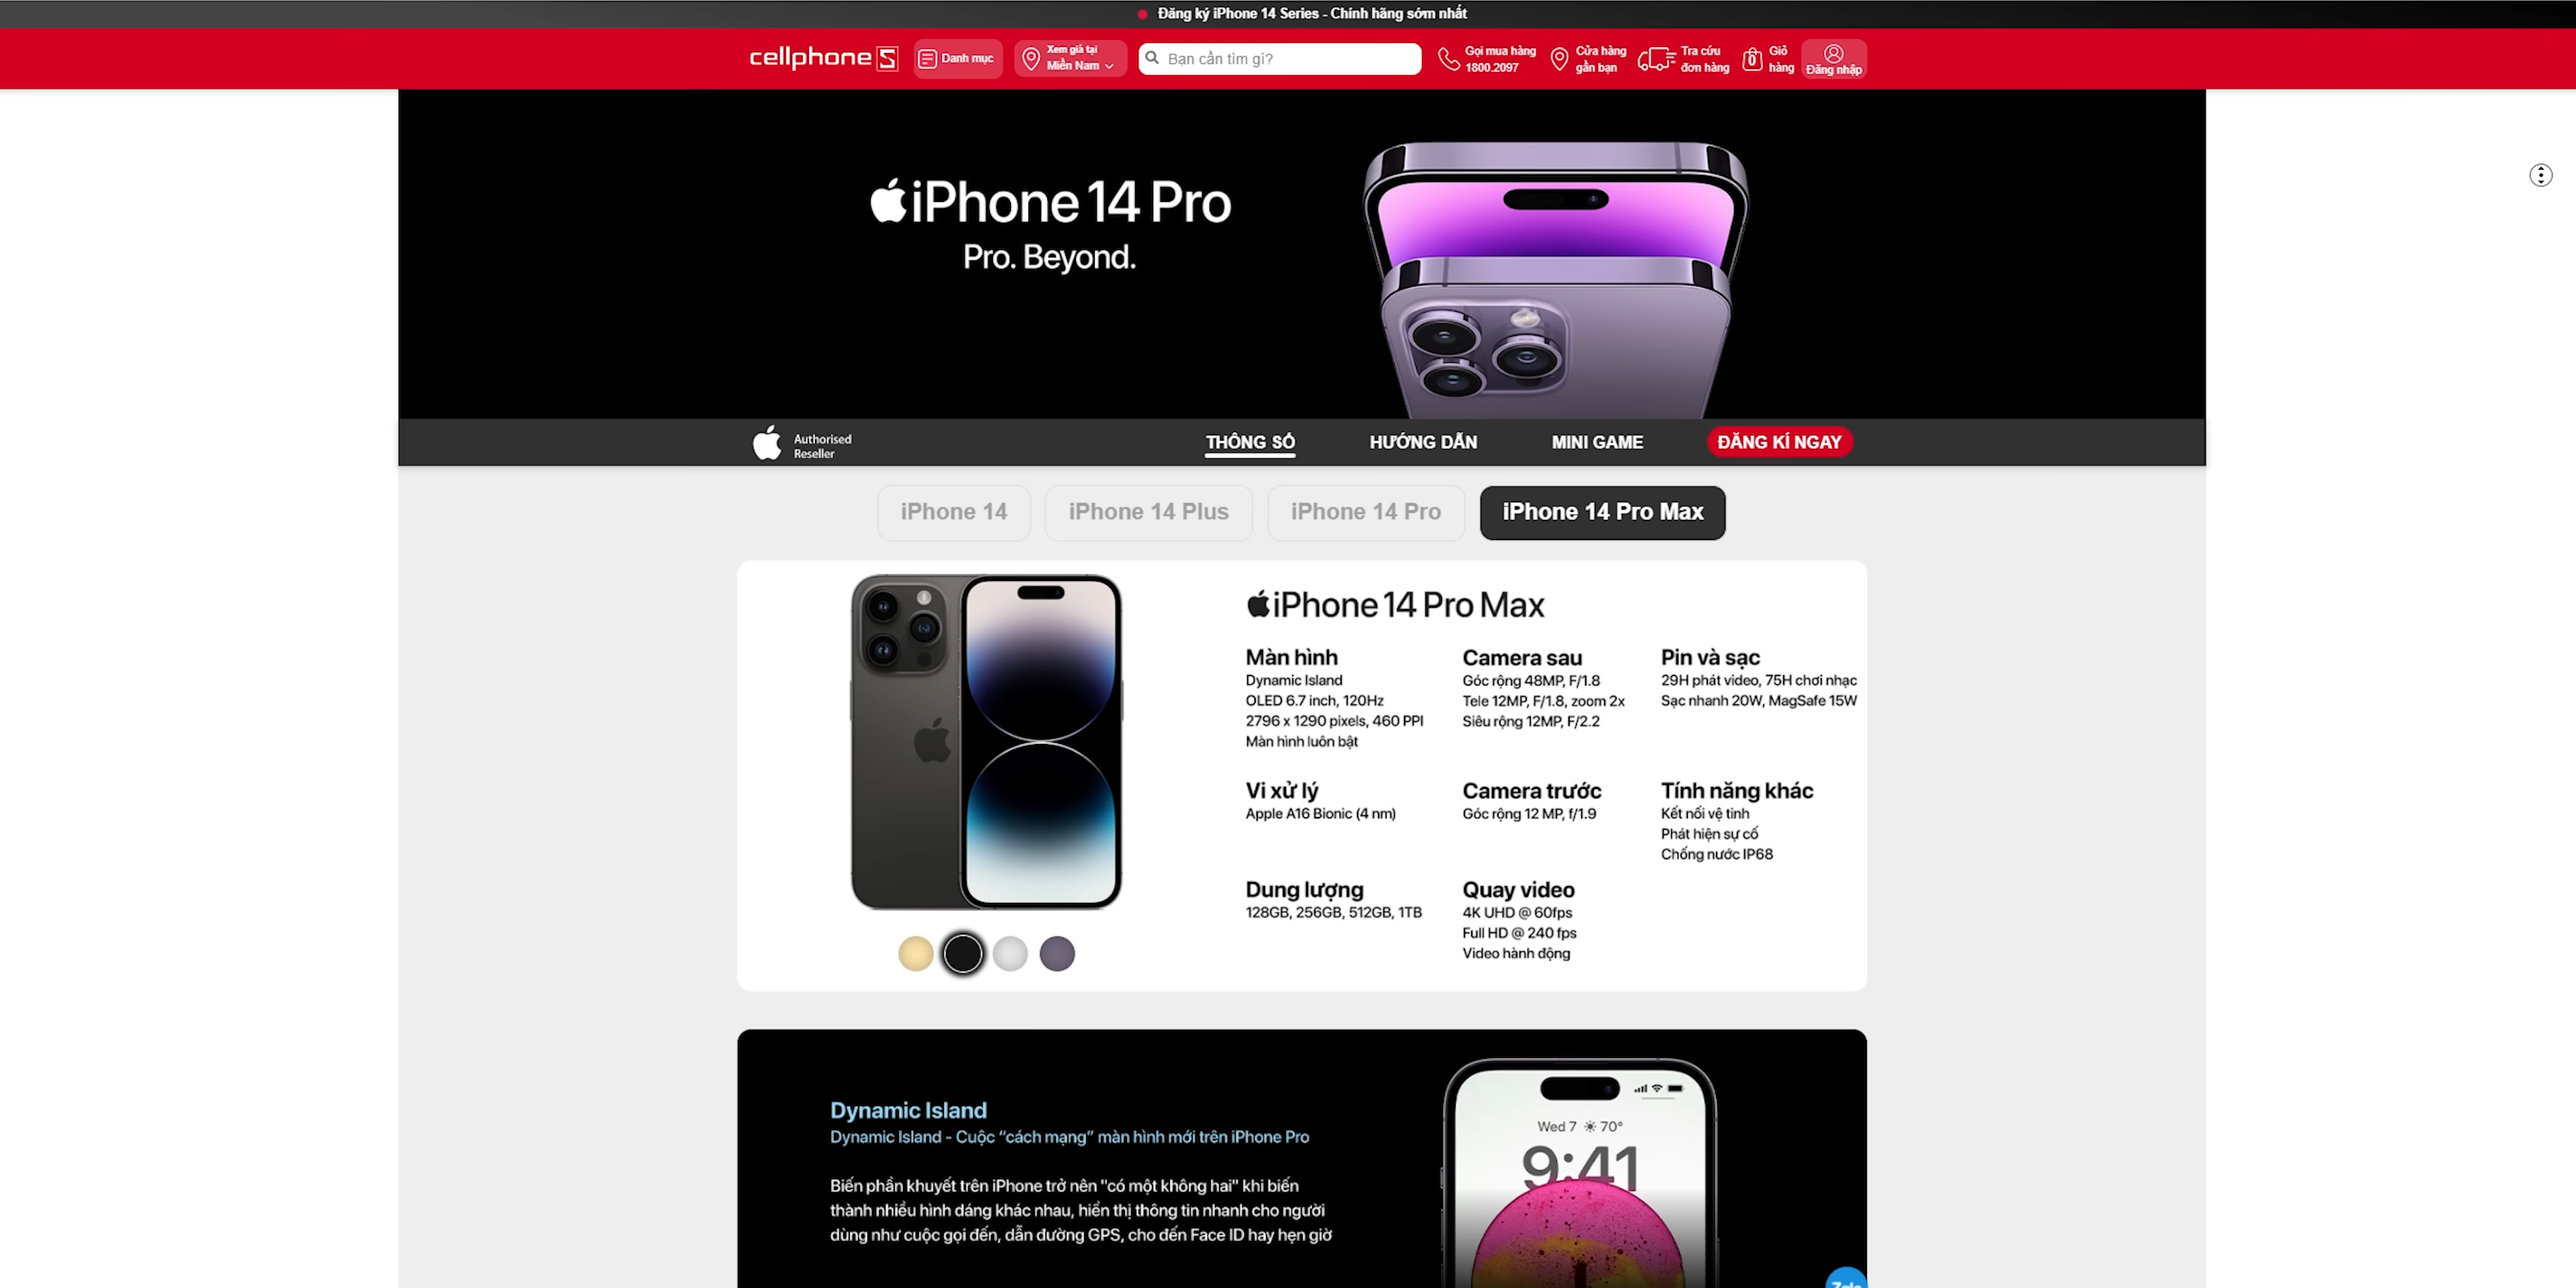 Đăng ký iPhone 14 Series - Chính hãng sớm nhất
cellphoneS
Danh mục
Xem giá tại
Miền Nam
Bạn cần tìm gì?
Gọi mua hàng
1800.2097
Cửa hàng
gần bạn
Tra cứu
đơn hàng
0
Giỏ
hàng
Đăng nhập
iPhone 14 Pro
Pro. Beyond.
Authorised
Reseller
THÔNG SỐ
HƯỚNG DẪN
MINI GAME
ĐĂNG KÍ NGAY
iPhone 14
iPhone 14 Plus
iPhone 14 Pro
iPhone 14 Pro Max
iPhone 14 Pro Max
Màn hình
Dynamic Island
OLED 6.7 inch, 120Hz
2796 x 1290 pixels, 460 PPI
Màn hình luôn bật
Camera sau
Góc rộng 48MP, F/1.8
Tele 12MP, F/1.8, zoom 2x
Siêu rộng 12MP, F/2.2
Pin và sạc
29H phát video, 75H chơi nhạc
Sạc nhanh 20W, MagSafe 15W
Vi xử lý
Apple A16 Bionic (4 nm)
Camera trước
Góc rộng 12 MP, f/1.9
Tính năng khác
Kết nối vệ tinh
Phát hiện sự cố
Chống nước IP68
Dung lượng
128GB, 256GB, 512GB, 1TB
Quay video
4K UHD @ 60fps
Full HD @ 240 fps
Video hành động
Dynamic Island
Dynamic Island - Cuộc “cách mạng” màn hình mới trên iPhone Pro
Biến phần khuyết trên iPhone trở nên "có một không hai" khi biến
thành nhiều hình dáng khác nhau, hiển thị thông tin nhanh cho người
dùng như cuộc gọi đến, dẫn đường GPS, cho đến Face ID hay hẹn giờ
Wed 7 70°
9:41
Zalo